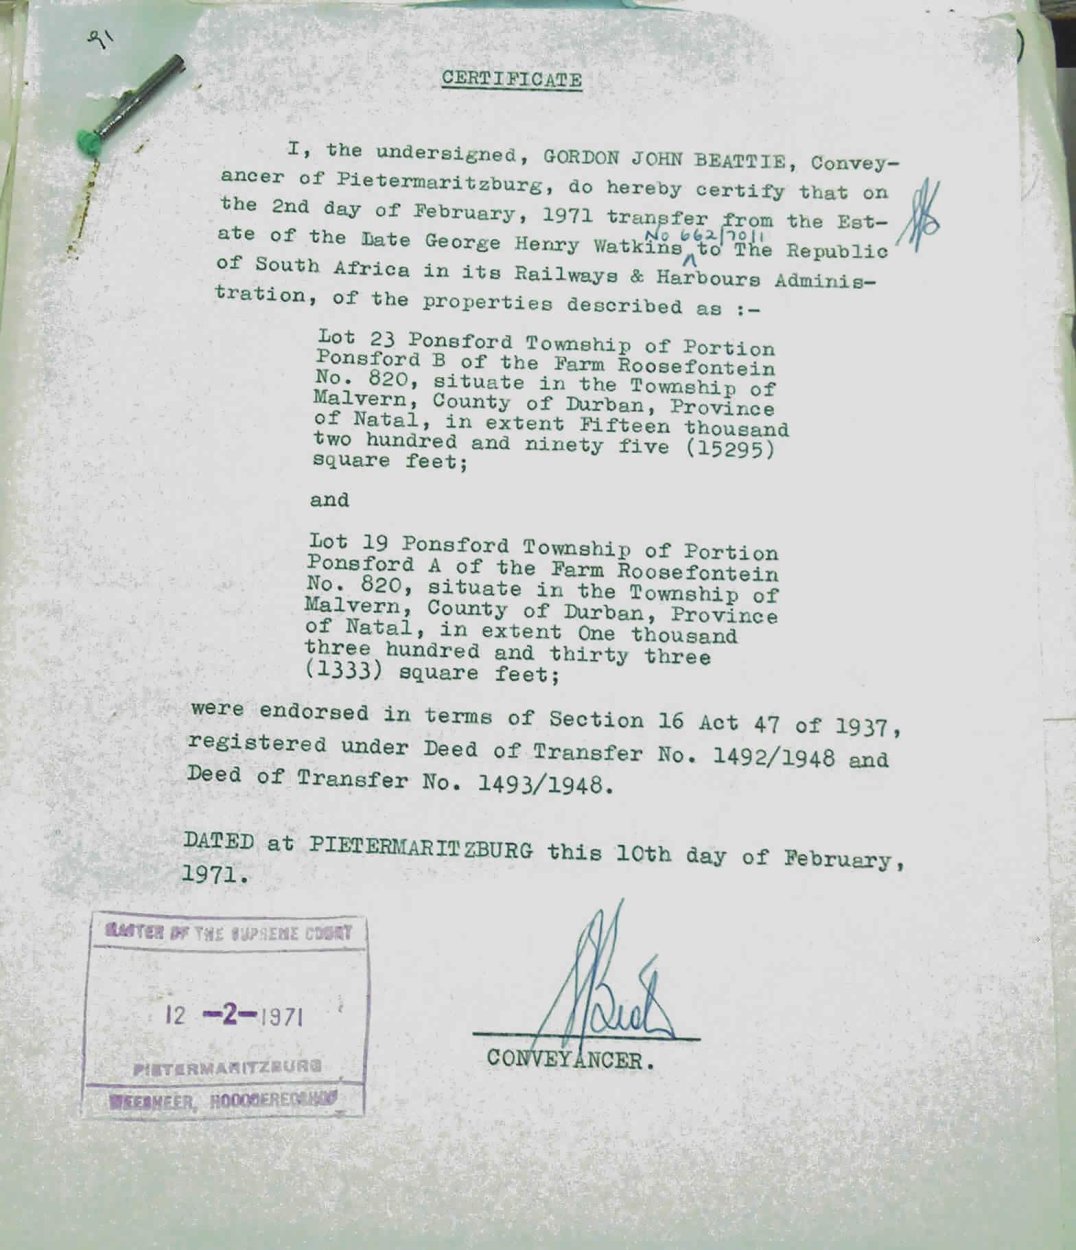 91
CERTIFICATE
I, the undersigned, GORDON JOHN BEATTIE, Convey-
ancer of Pietermaritzburg, do hereby certify that on
the 2nd day of February, 1971 transfer from the Est-
No 662/70/1
ate of the Late George Henry Watkins to The Republic
of South Africa in its Railways & Harbours Adminis-
tration, of the properties described as :-
Lot 23 Ponsford Township of Portion
Ponsford B of the Farm Roosefontein
No. 820, situate in the Township of
Malvern, County of Durban, Province
of Natal, in extent Fifteen thousand
two hundred and ninety five (15295)
square feet;
and
Lot 19 Ponsford Township of Portion
Ponsford A of the Farm Roosefontein
No. 820, situate in the Township of
Malvern, County of Durban, Province
of Natal, in extent One thousand
three hundred and thirty three
(1333) square feet;
were endorsed in terms of Section 16 Act 47 of 1937,
registered under Deed of Transfer No. 1492/1948 and
Deed of Transfer No. 1493/1948.
DATED at PIETERMARITZBURG this 10th day of February,
1971.
MASTER OF THE SUPREME COURT
12 -2-1971
PIETERMARITZBURG
CONVEYANCER.